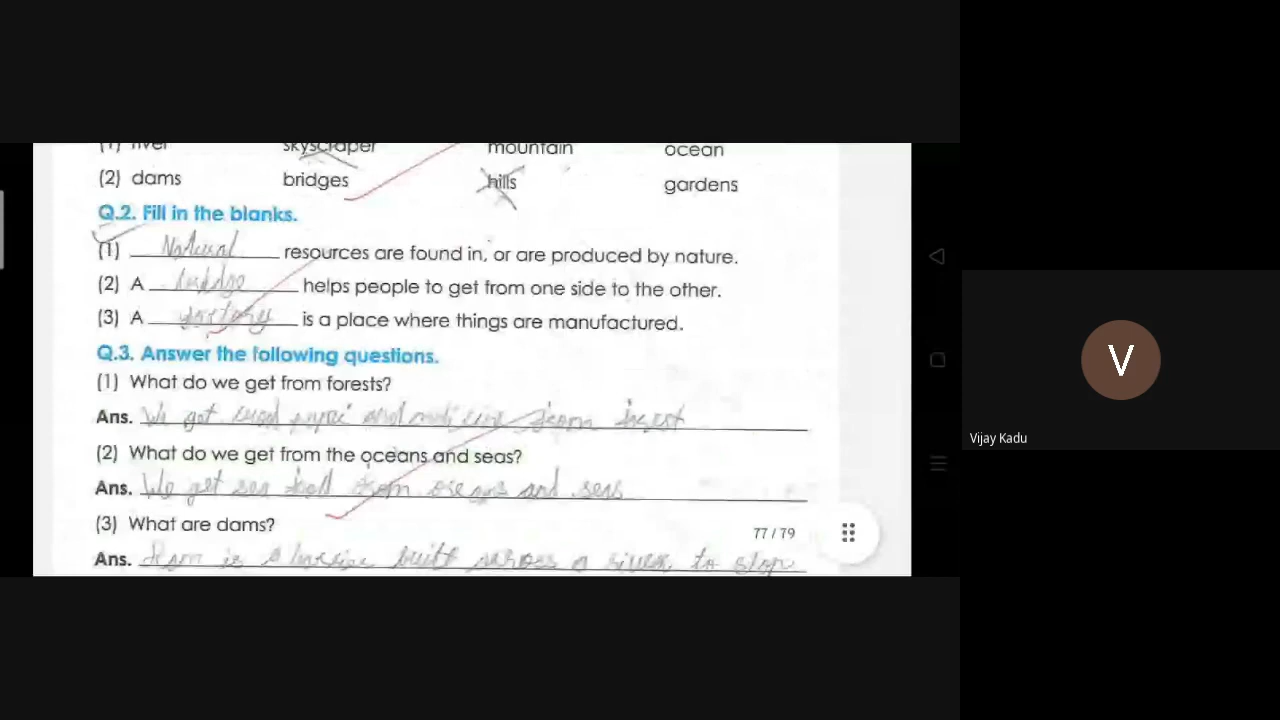 (1) river skyscraper mountain ocean
(2) dams bridges hills gardens
Q.2. Fill in the blanks.
(1) Natural resources are found in, or are produced by nature.
(2) A bridge helps people to get from one side to the other.
(3) A factory is a place where things are manufactured.
Q.3. Answer the following questions.
(1) What do we get from forests?
Ans. We get wood and from forest
(2) What do we get from the oceans and seas?
Ans. We get sea food from oceans and seas
(3) What are dams?
77 / 79
Ans. Dam is a built across a river to stop
V
Vijay Kadu